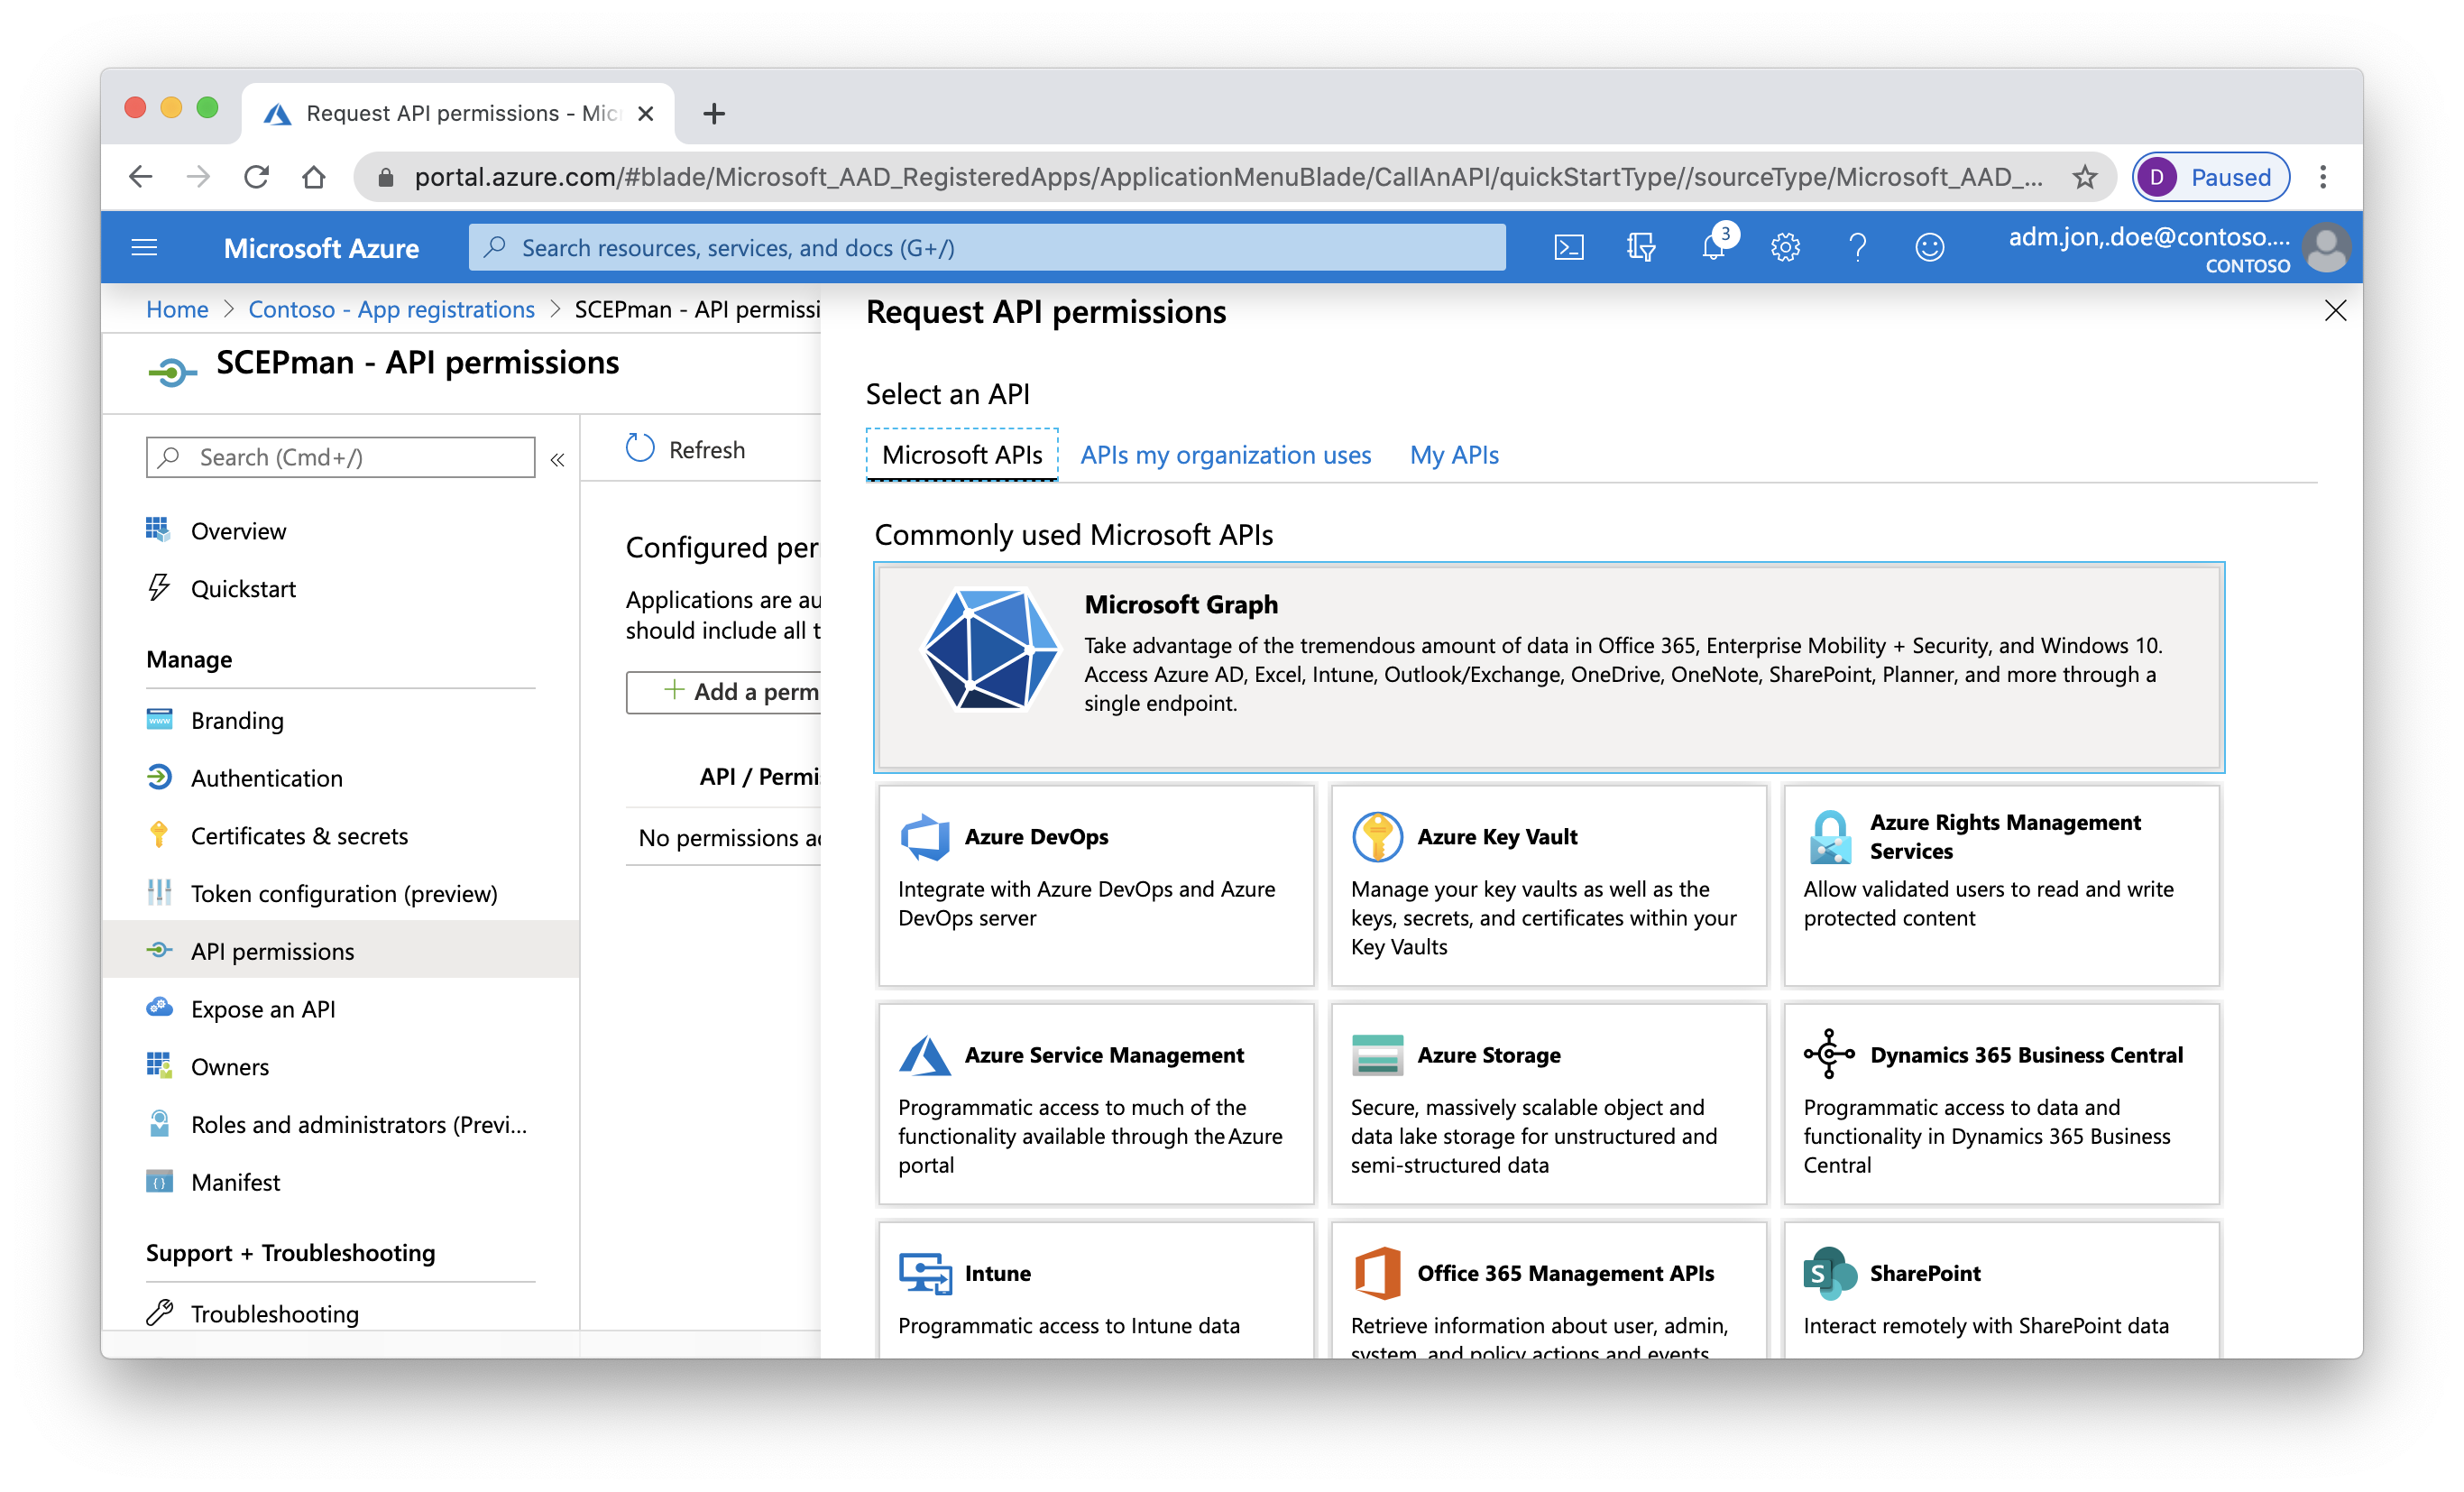 Request API permissions - Mic
portal.azure.com/#blade/Microsoft_AAD_RegisteredApps/ApplicationMenuBlade/CallAnAPI/quickStartType//sourceType/Microsoft_AAD_...
D Paused
Microsoft Azure
Search resources, services, and docs (G+/)
3
adm.jon,.doe@contoso....
CONTOSO
Home > Contoso - App registrations > SCEPman - API permissi
SCEPman - API permissions
Search (Cmd+/)
«
Overview
Quickstart
Manage
Branding
Authentication
Certificates & secrets
Token configuration (preview)
API permissions
Expose an API
Owners
Roles and administrators (Previ...
Manifest
Support + Troubleshooting
Troubleshooting
Refresh
Configured per
Applications are au
should include all t
+ Add a perm
API / Permis
No permissions ad
Request API permissions
Select an API
Microsoft APIs
APIs my organization uses
My APIs
Commonly used Microsoft APIs
Microsoft Graph
Take advantage of the tremendous amount of data in Office 365, Enterprise Mobility + Security, and Windows 10.
Access Azure AD, Excel, Intune, Outlook/Exchange, OneDrive, OneNote, SharePoint, Planner, and more through a
single endpoint.
Azure DevOps
Integrate with Azure DevOps and Azure
DevOps server
Azure Key Vault
Manage your key vaults as well as the
keys, secrets, and certificates within your
Key Vaults
Azure Rights Management
Services
Allow validated users to read and write
protected content
Azure Service Management
Programmatic access to much of the
functionality available through the Azure
portal
Azure Storage
Secure, massively scalable object and
data lake storage for unstructured and
semi-structured data
Dynamics 365 Business Central
Programmatic access to data and
functionality in Dynamics 365 Business
Central
Intune
Programmatic access to Intune data
Office 365 Management APIs
Retrieve information about user, admin,
system, and policy actions and events
S
SharePoint
Interact remotely with SharePoint data